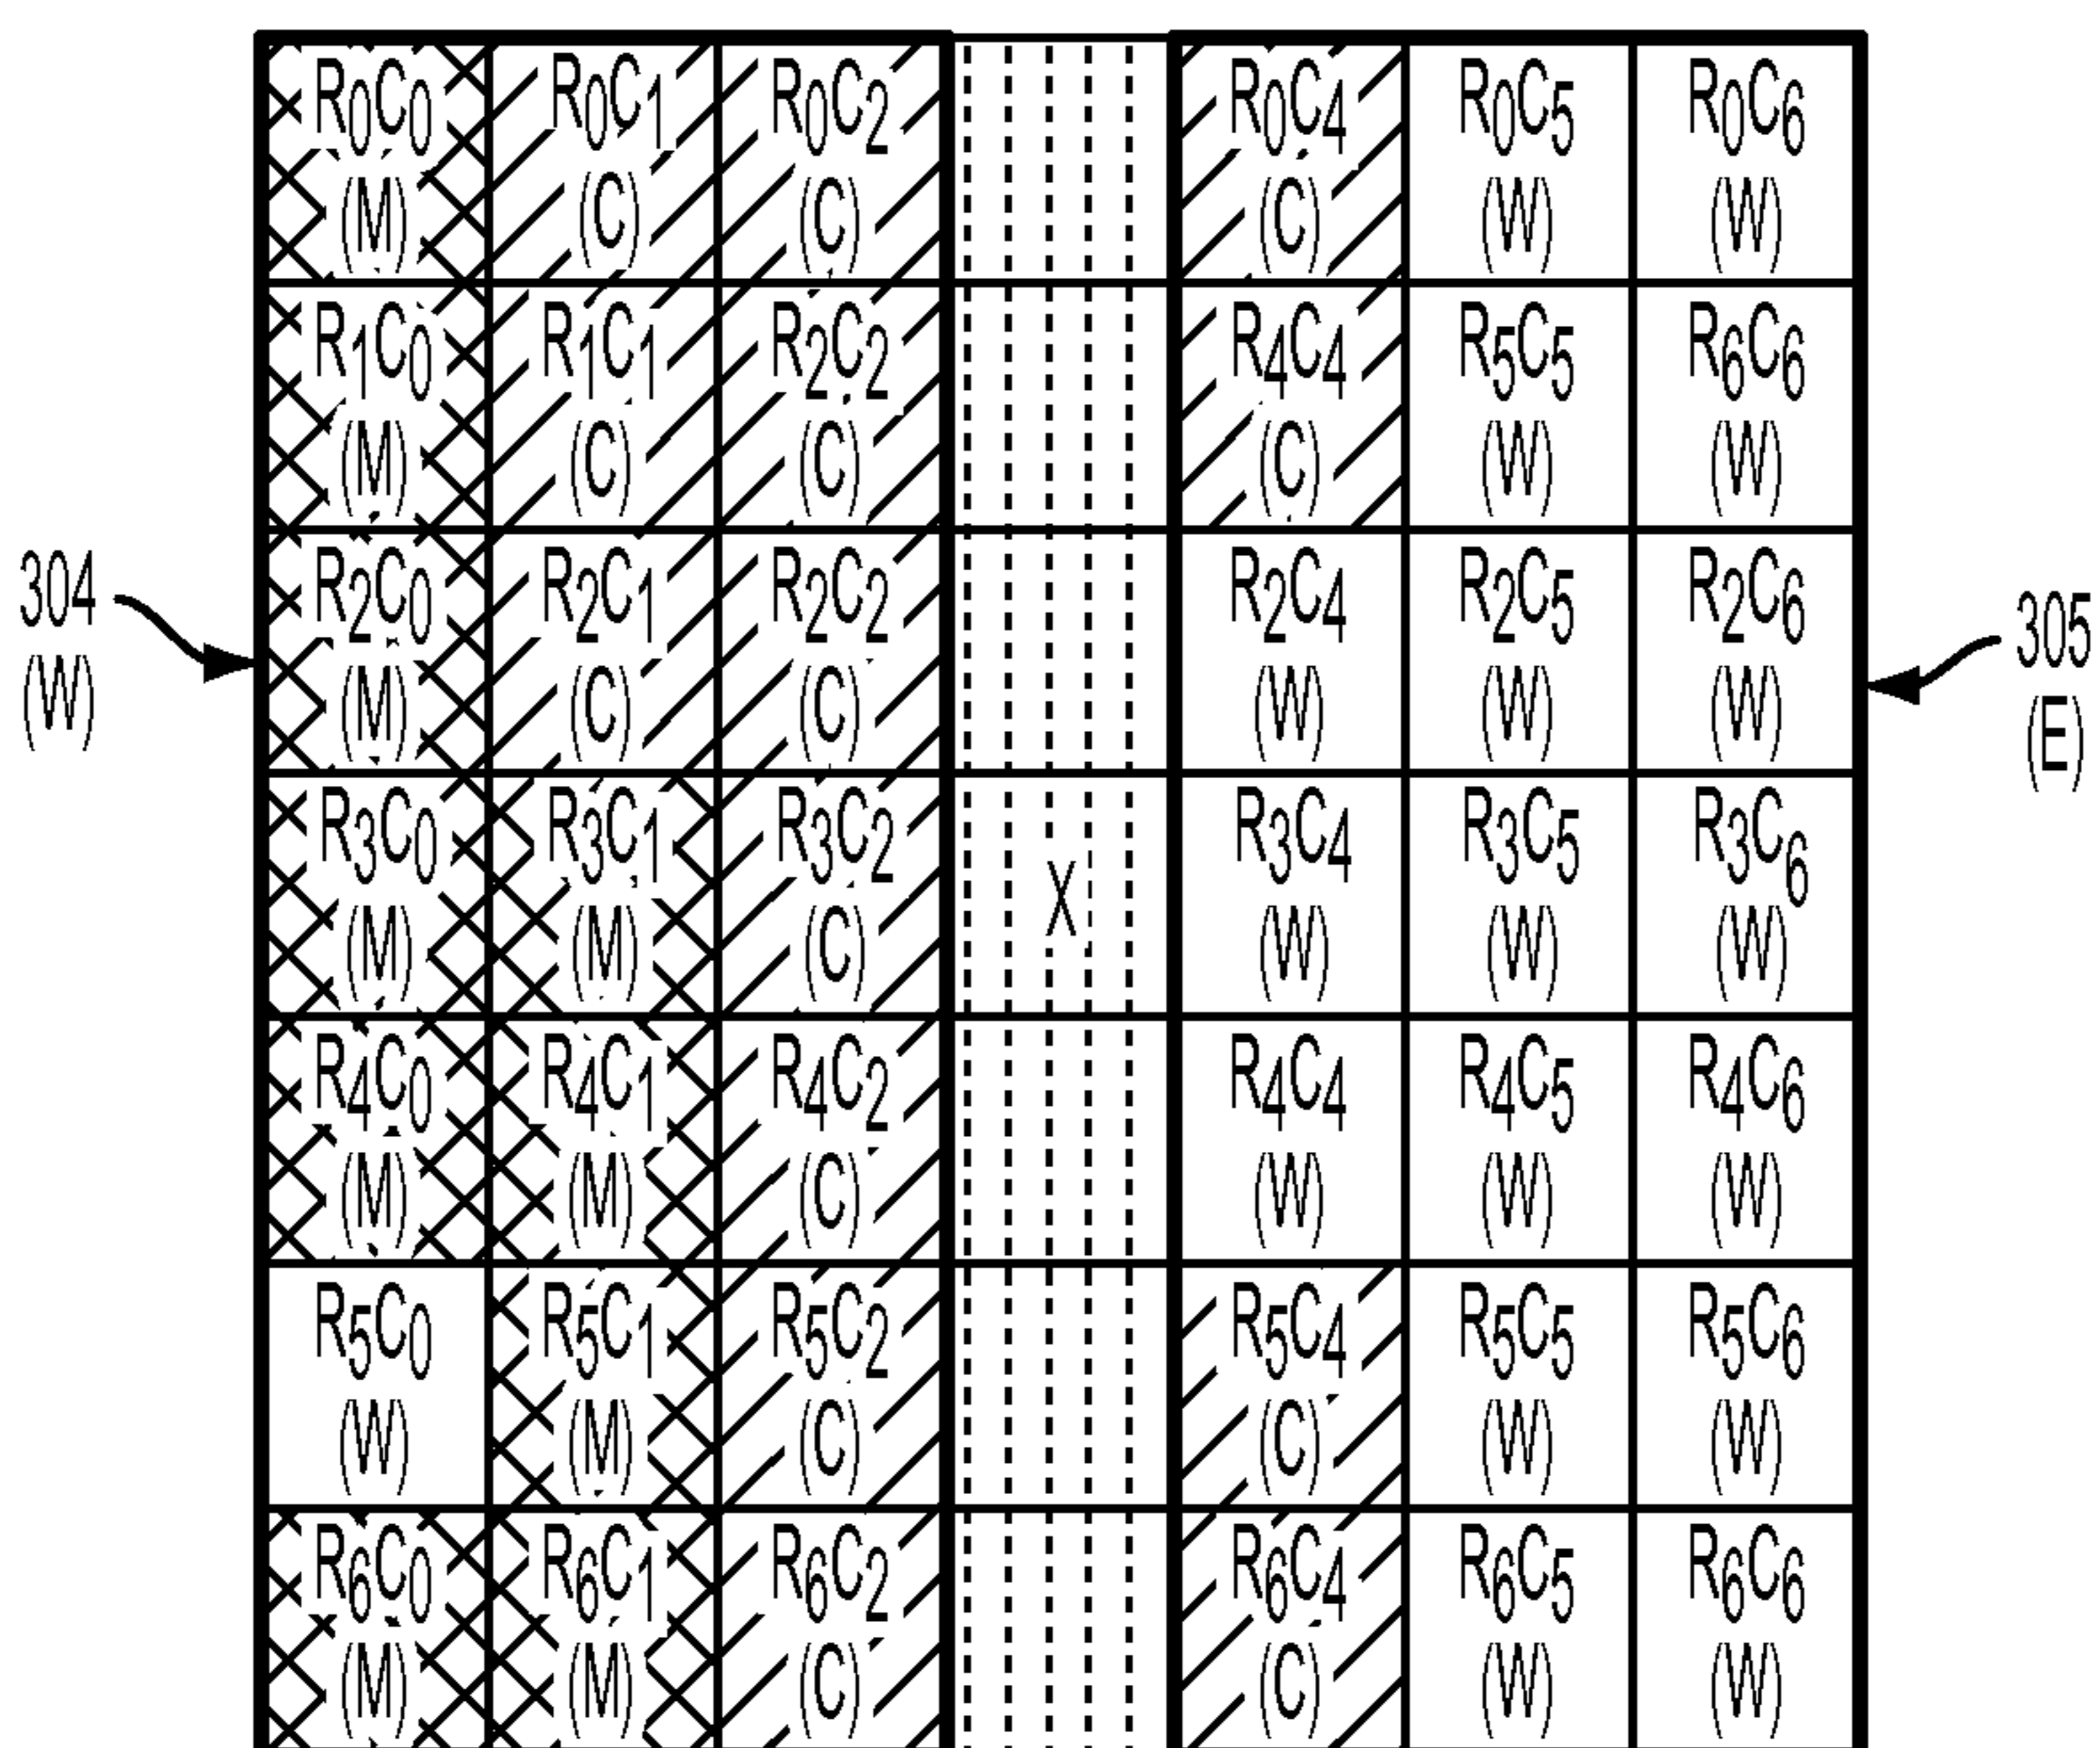 R0C0 R0C1 R0C2 R0C4 R0C5 R0C6
(M) (C) (C) (C) (W) (W)
R1C0 R1C1 R2C2 R4C4 R5C5 R6C6
(M) (C) (C) (C) (W) (W)
304 R2C0 R2C1 R2C2 R2C4 R2C5 R2C6 305
(W) (M) (C) (C) (W) (W) (W) (E)
R3C0 R3C1 R3C2 X R3C4 R3C5 R3C6
(M) (M) (C) (W) (W) (W)
R4C0 R4C1 R4C2 R4C4 R4C5 R4C6
(M) (M) (C) (W) (W) (W)
R5C0 R5C1 R5C2 R5C4 R5C5 R5C6
(W) (M) (C) (C) (W) (W)
R6C0 R6C1 R6C2 R6C4 R6C5 R6C6
(M) (M) (C) (C) (W) (W)